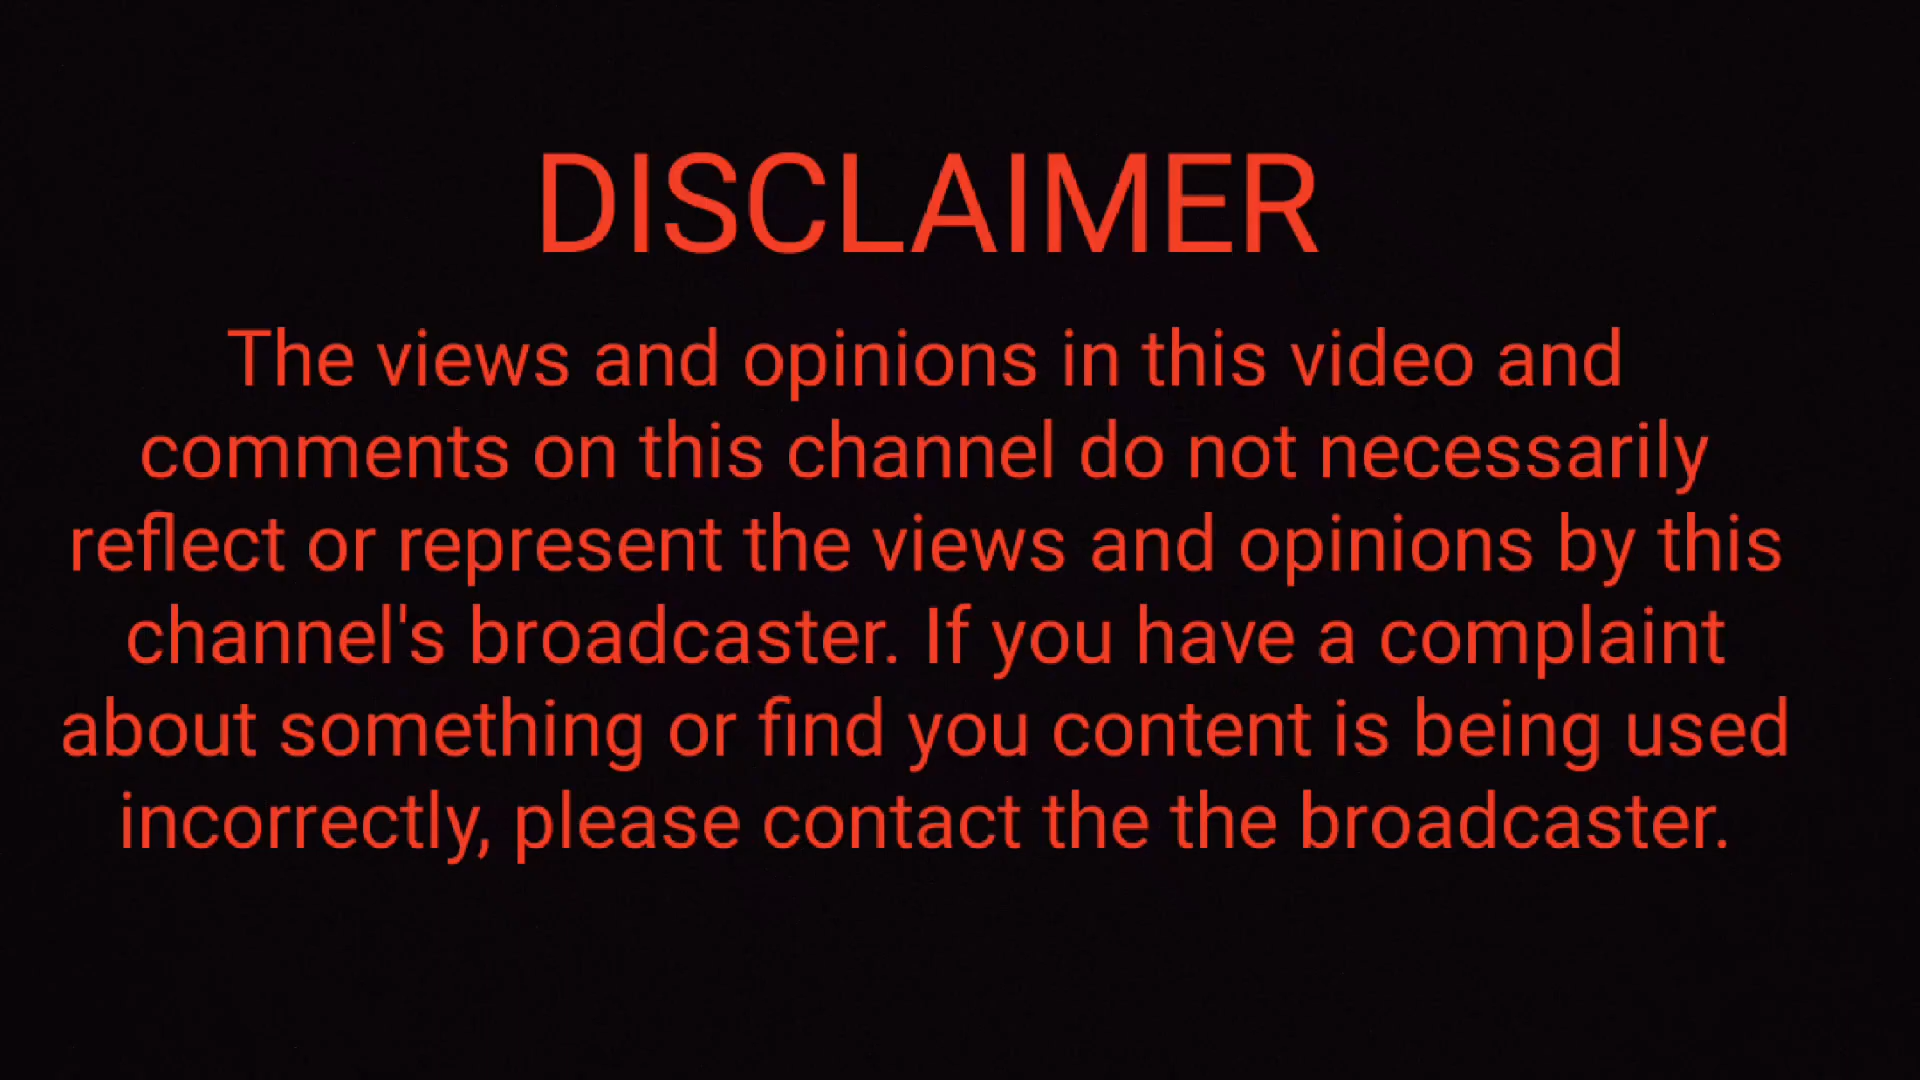 DISCLAIMER
The views and opinions in this video and
comments on this channel do not necessarily
reflect or represent the views and opinions by this
channel's broadcaster. If you have a complaint
about something or find you content is being used
incorrectly, please contact the the broadcaster.